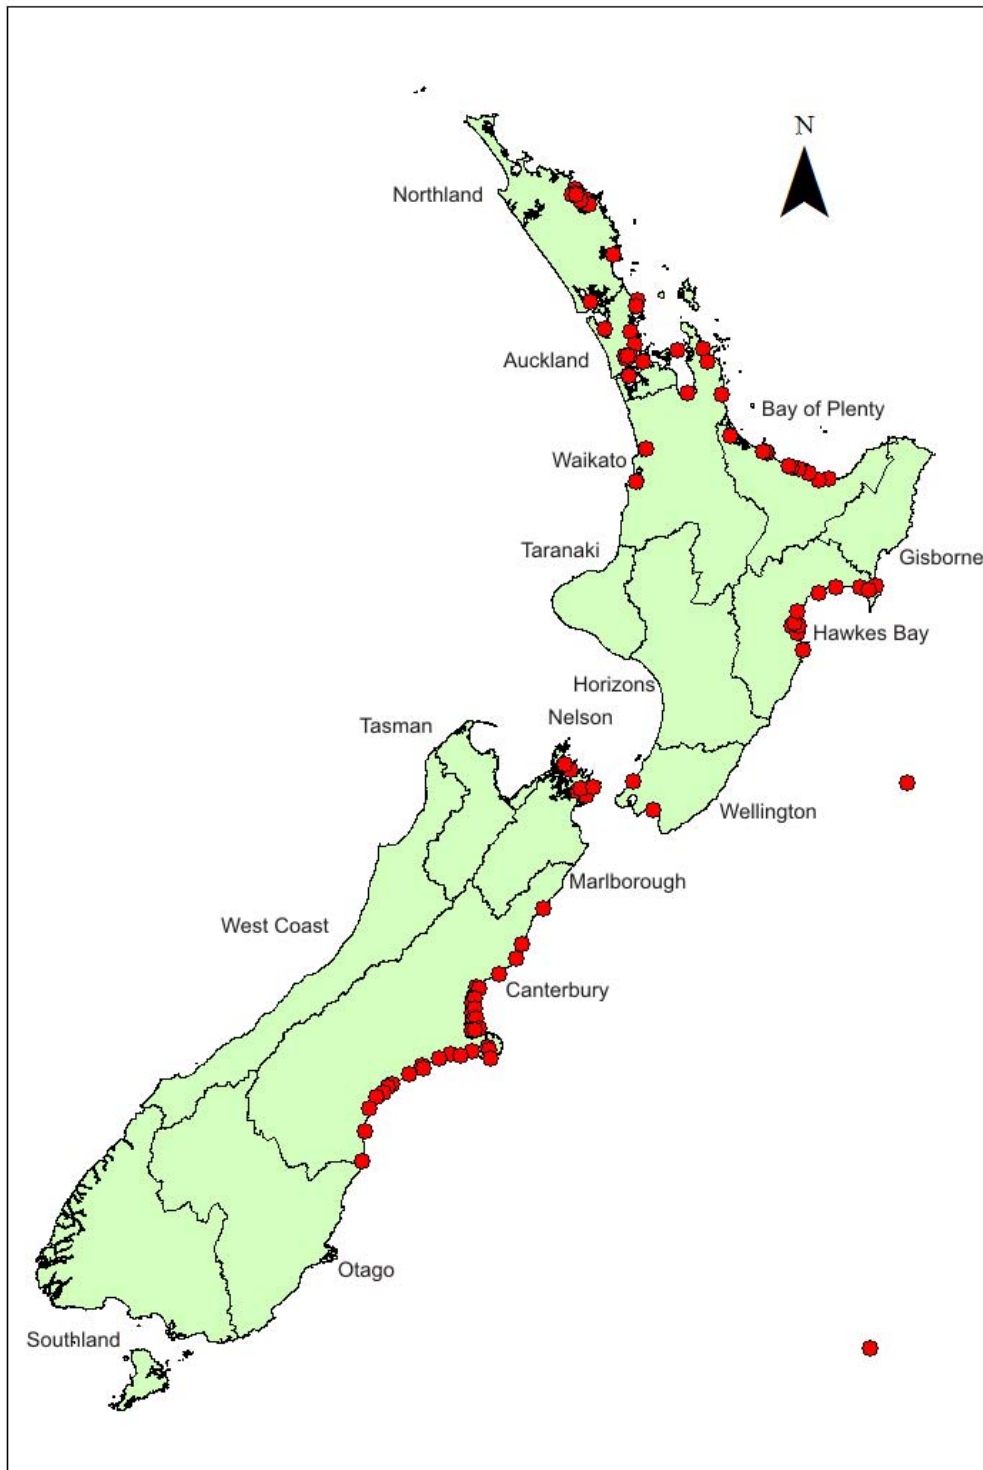 N
Northland
Auckland
Bay of Plenty
Waikato
Taranaki
Gisborne
Hawkes Bay
Horizons
Nelson
Tasman
Wellington
Marlborough
West Coast
Canterbury
Otago
Southland